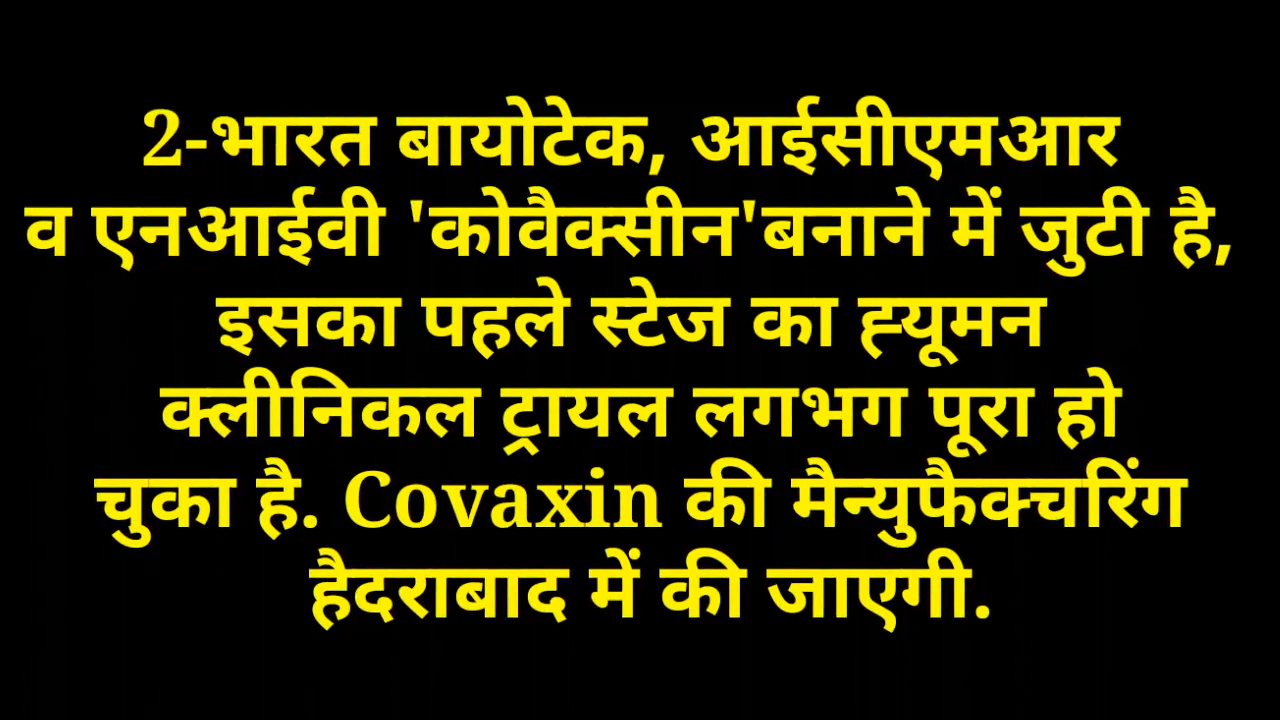 2-भारत बायोटेक, आईसीएमआर
व एनआईवी 'कोवैक्सीन'बनाने में जुटी है,
इसका पहले स्टेज का ह्यूमन
क्लीनिकल ट्रायल लगभग पूरा हो
चुका है. Covaxin की मैन्युफैक्चरिंग
हैदराबाद में की जाएगी.